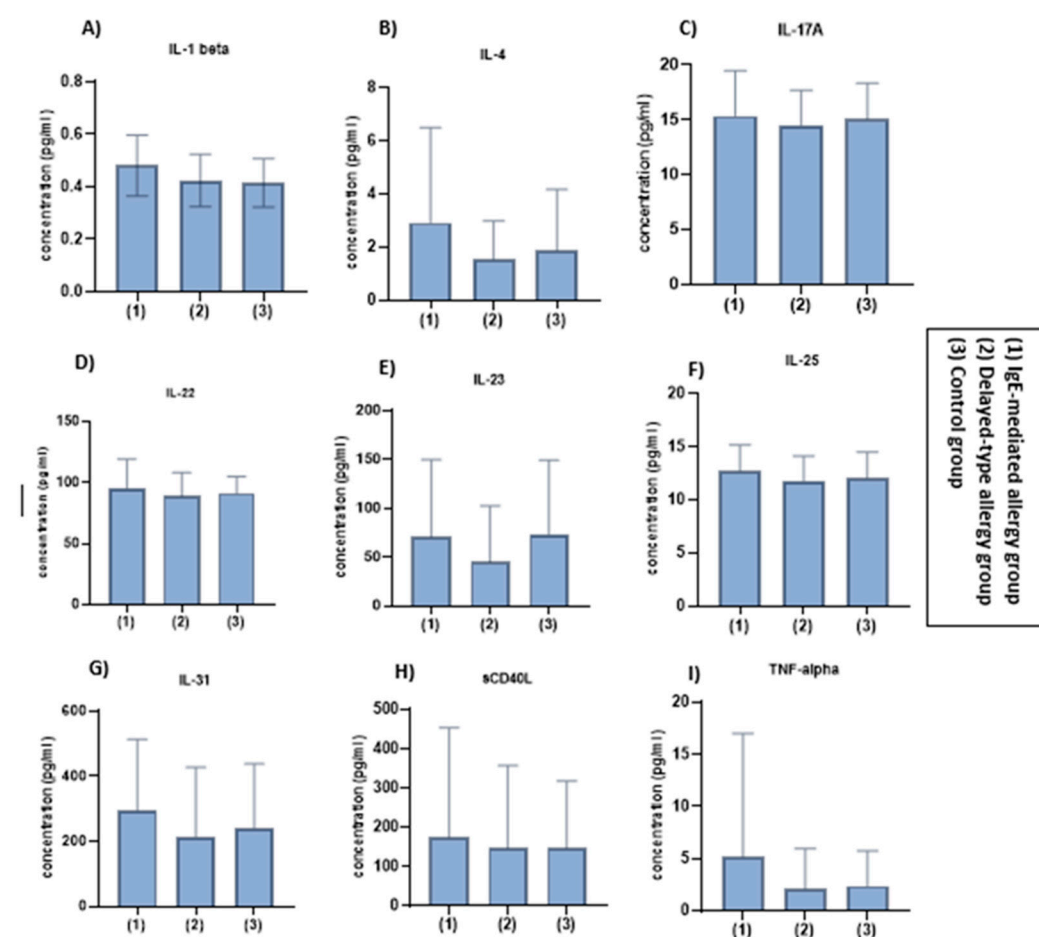 A)
IL-1 beta
concentration (pg/ml)
0.8
0.6
0.4
0.2
0.0
(1) (2) (3)
B)
IL-4
concentration (pg/ml)
8
6
4
2
0
(1) (2) (3)
C)
IL-17A
concentration (pg/ml)
20
15
10
5
0
(1) (2) (3)
D)
IL-22
concentration (pg/ml)
150
100
50
0
(1) (2) (3)
E)
IL-23
concentration (pg/ml)
200
150
100
50
0
(1) (2) (3)
F)
IL-25
concentration (pg/ml)
20
15
10
5
0
(1) (2) (3)
(1) IgE-mediated allergy group
(2) Delayed-type allergy group
(3) Control group
G)
IL-31
concentration (pg/ml)
600
400
200
0
(1) (2) (3)
H)
sCD40L
concentration (pg/ml)
500
400
300
200
100
0
(1) (2) (3)
I)
TNF-alpha
concentration (pg/ml)
20
15
10
5
0
(1) (2) (3)